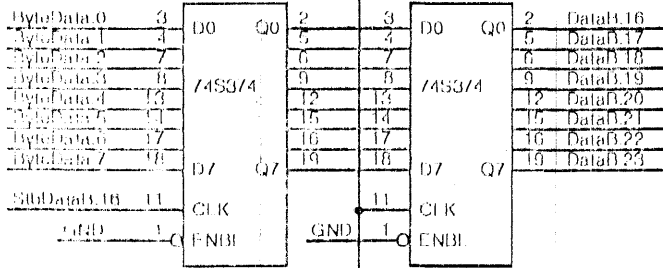 ByteData.0 3 D0 Q0 2 3 D0 Q0 2 DataB.16
ByteData.1 4 5 4 5 DataB.17
ByteData.2 7 6 7 6 DataB.18
ByteData.3 8 74S374 9 8 74S374 9 DataB.19
ByteData.4 13 12 13 12 DataB.20
ByteData.5 14 15 14 15 DataB.21
ByteData.6 17 16 17 16 DataB.22
ByteData.7 18 D7 Q7 19 18 D7 Q7 19 DataB.23
StbDataB.16 11 CLK 11 CLK
GND 1 ENBL GND 1 ENBL